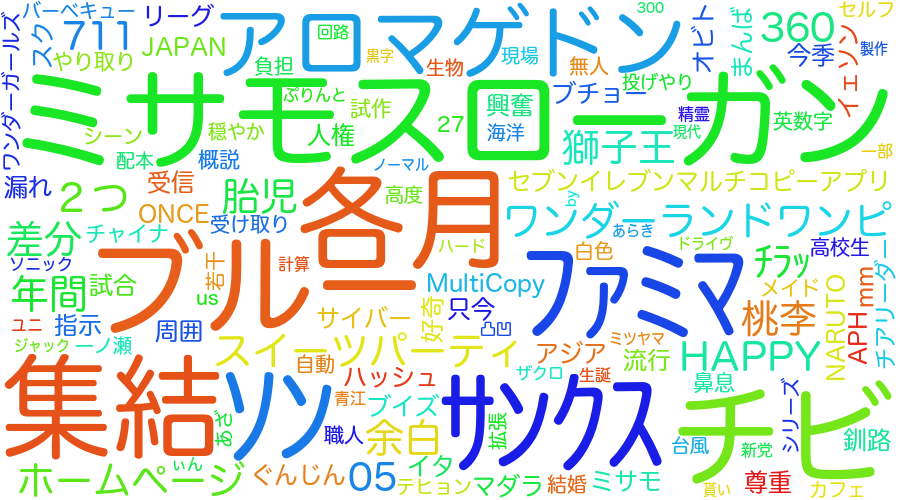 バーベキュー
リーグ
アロマゲドン
回路
300
セルフ
スク
711
JAPAN
黒字
現場
オビト
まんば
360
今季
イェソン
製作
ワンダーガールズ
やり取り
負担
生物
無人
投げやり
ミサモスローガン
ぷりんと
試作
興奮
ブチョー
精霊
英数字
シーン
穏やか
人権
27
海洋
獅子王
現代
一部
配本
概説
ノーマル
漏れ
2つ
受信
胎児
各一月
高度
セブンイレブンマルチコピーアプリ
by
ONCE
受け取り
ワンダーランドワンピ
あらき
差分
チャイナ
ブルーソン
ハード
白色
ドライヴ
高校生
ソニック
若干
計算
ファミマ
チラッ
チアリーダー
年間
試合
us
MultiCopy
メイド
mm
ユニ
指示
周囲
サイバー
好奇
只今
凸凹
桃李
NARUTO
APH
ジャック
一ノ瀬
スイーツパーティ
アジア
ミツヤマ
流行
HAPPY
集結
自動
ハッシュ
サンクス
ザクロ
生誕
鼻息
チビ
青江
ブイズ
あざ
職人
余白
拡張
台風
新党
シリーズ
釧路
ホームページ
いん
ぐんじん
05
イタ
テヒョン
マダラ
結婚
ミサモ
貰い
尊重
カフェ